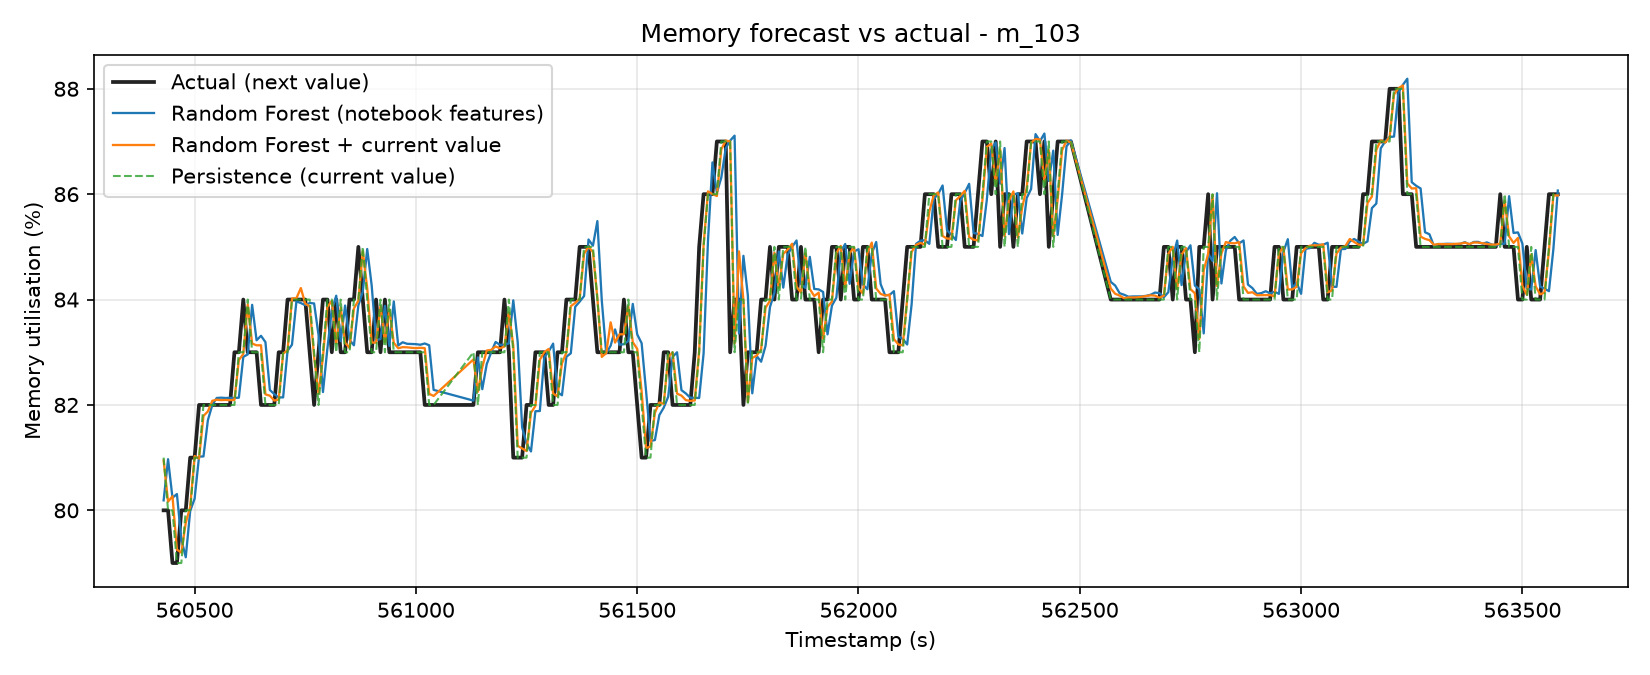 Memory forecast vs actual - m_103
Actual (next value)
Random Forest (notebook features)
Random Forest + current value
Persistence (current value)
Memory utilisation (%)
88
86
84
82
80
560500
561000
561500
562000
562500
563000
563500
Timestamp (s)